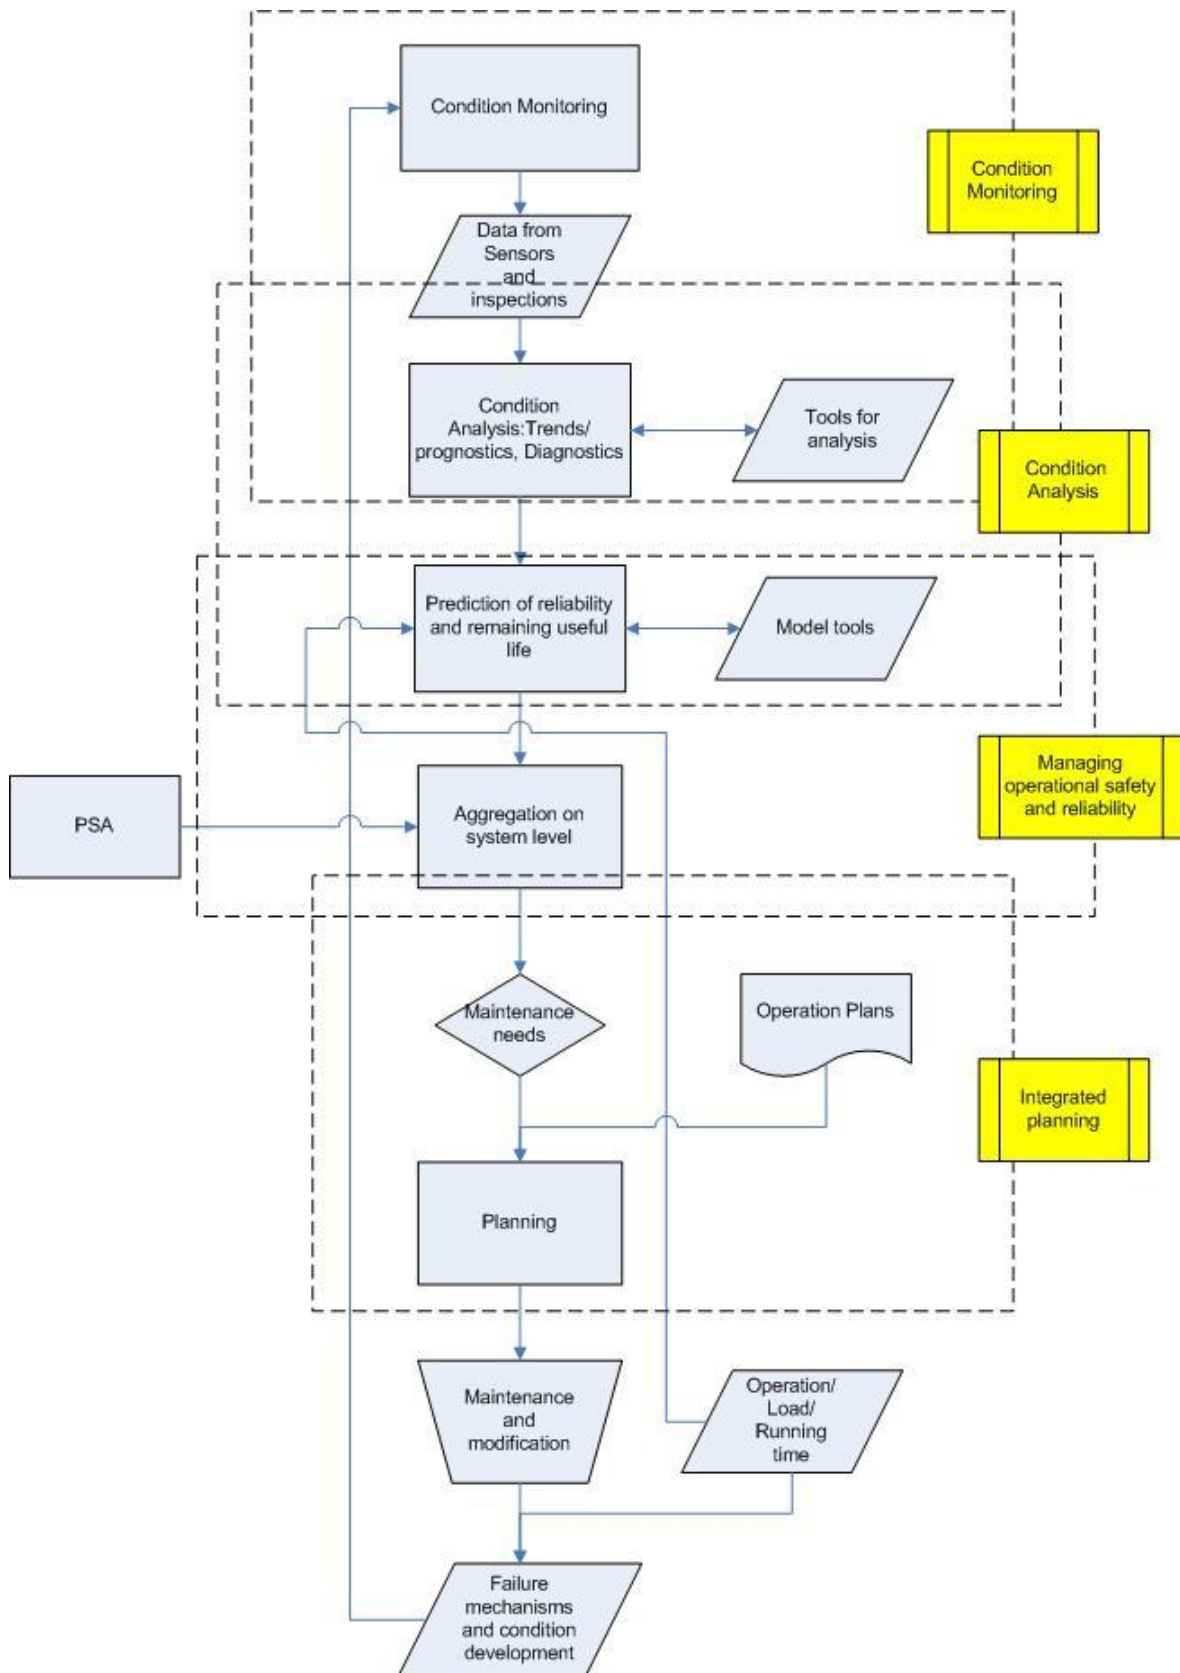 Condition Monitoring
Condition
Monitoring
Data from
Sensors
and
inspections
Condition
Analysis:Trends/
prognostics, Diagnostics
Tools for
analysis
Condition
Analysis
Prediction of reliability
and remaining useful
life
Model tools
Managing
operational safety
and reliability
PSA
Aggregation on
system level
Maintenance
needs
Operation Plans
Integrated
planning
Planning
Maintenance
and
modification
Operation/
Load/
Running
time
Failure
mechanisms
and condition
development